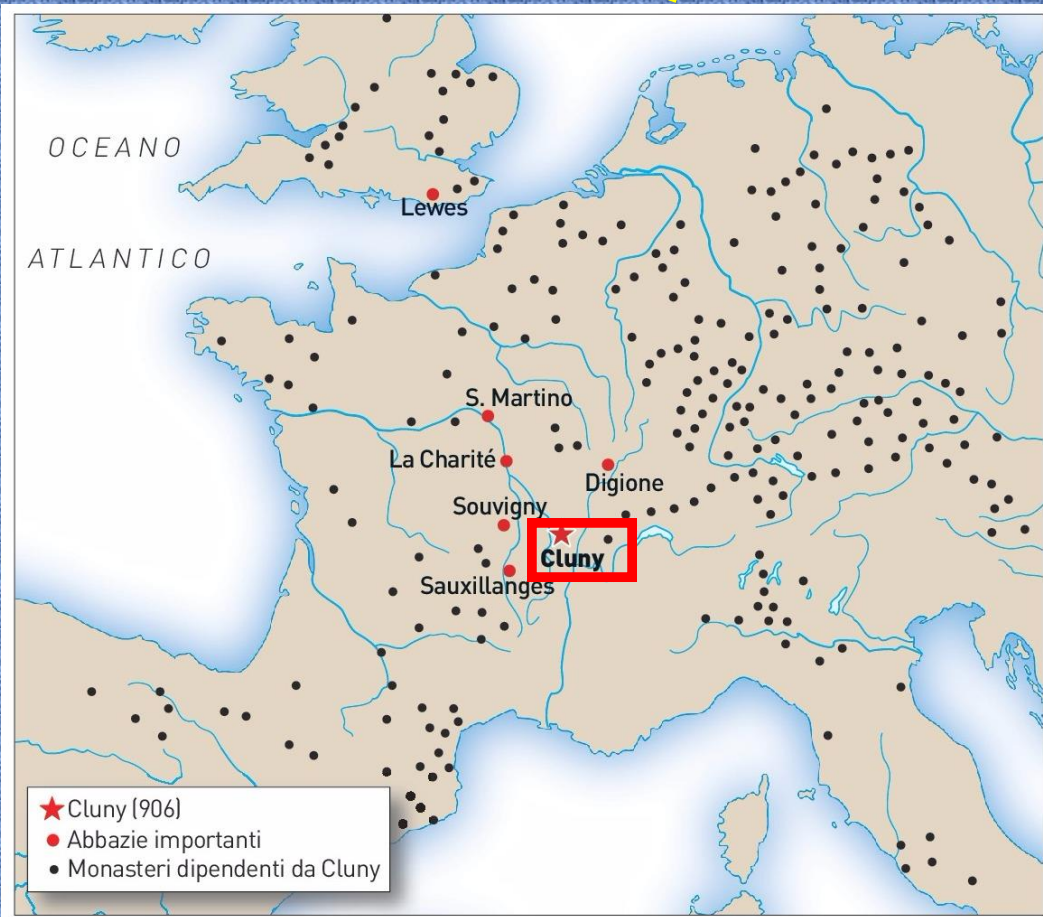 OCEANO
ATLANTICO
Lewes
S. Martino
La Charité
Digione
Souvigny
Cluny
Sauxillanges
Cluny (906)
Abbazie importanti
Monasteri dipendenti da Cluny